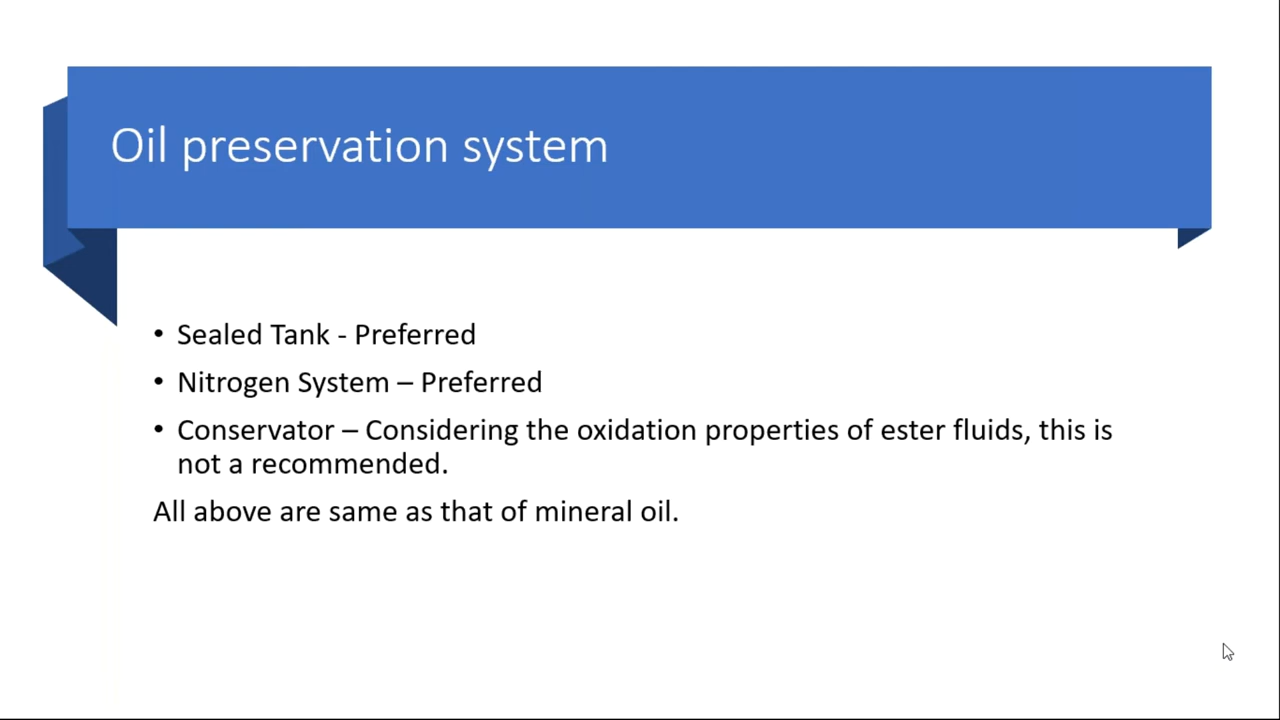 Oil preservation system
• Sealed Tank - Preferred
• Nitrogen System – Preferred
• Conservator – Considering the oxidation properties of ester fluids, this is
not a recommended.
All above are same as that of mineral oil.